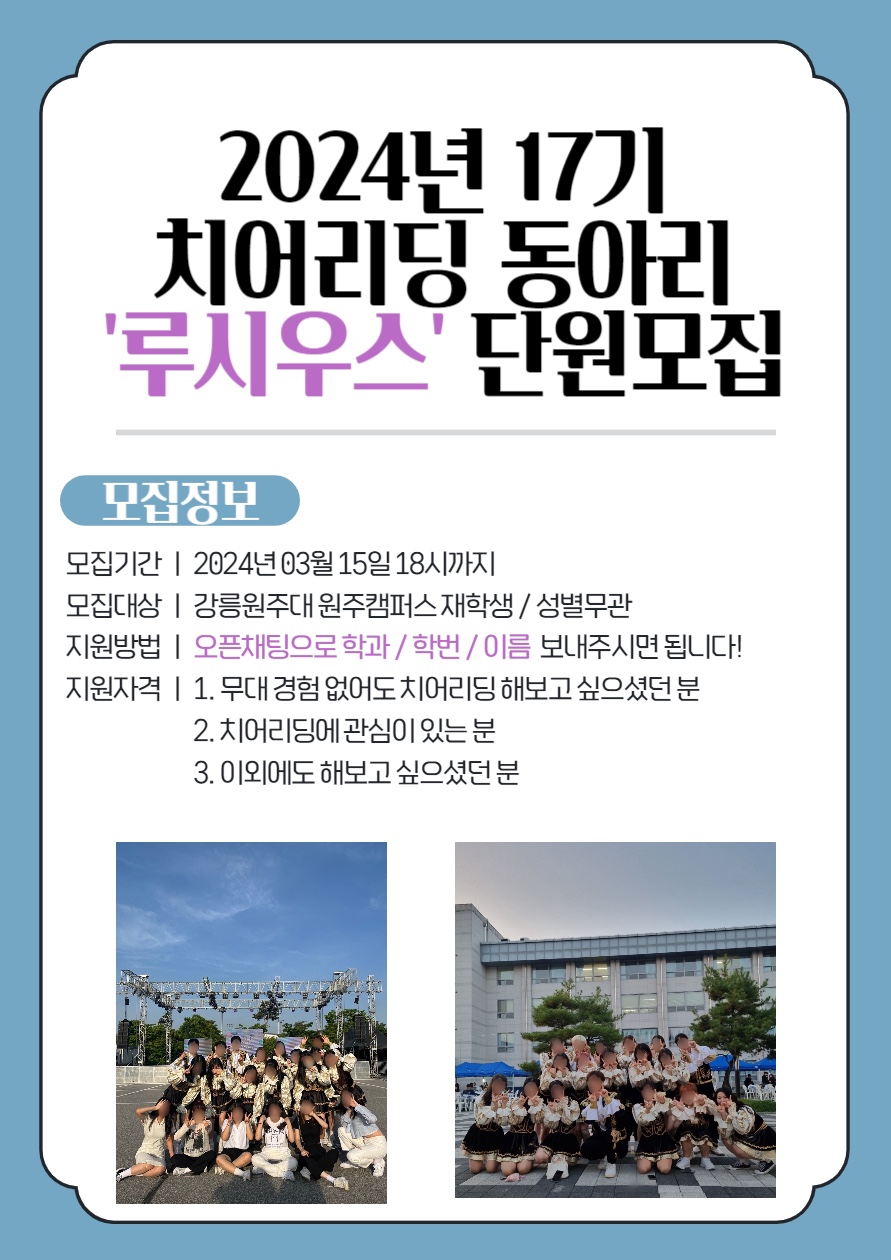 2024년 17기
치어리딩 동아리
'루시우스' 단원모집
모집정보
모집기간 | 2024년 03월 15일 18시까지
모집대상 | 강릉원주대 원주캠퍼스 재학생 / 성별무관
지원방법 | 오픈채팅으로 학과 / 학번 / 이름 보내주시면 됩니다!
지원자격 | 1. 무대 경험 없어도 치어리딩 해보고 싶으셨던 분
2. 치어리딩에 관심이 있는 분
3. 이외에도 해보고 싶으셨던 분